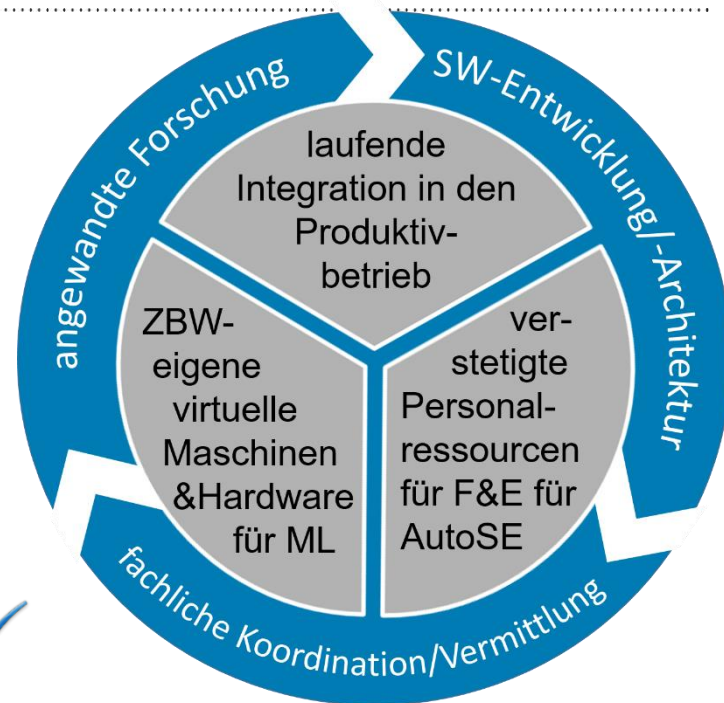 angewandte Forschung
SW-Entwicklung/-Architektur
laufende
Integration in den
Produktiv-
betrieb
ZBW-
eigene
virtuelle
Maschinen
&Hardware
für ML
ver-
stetigte
Personal-
ressourcen
für F&E für
AutoSE
fachliche Koordination/Vermittlung